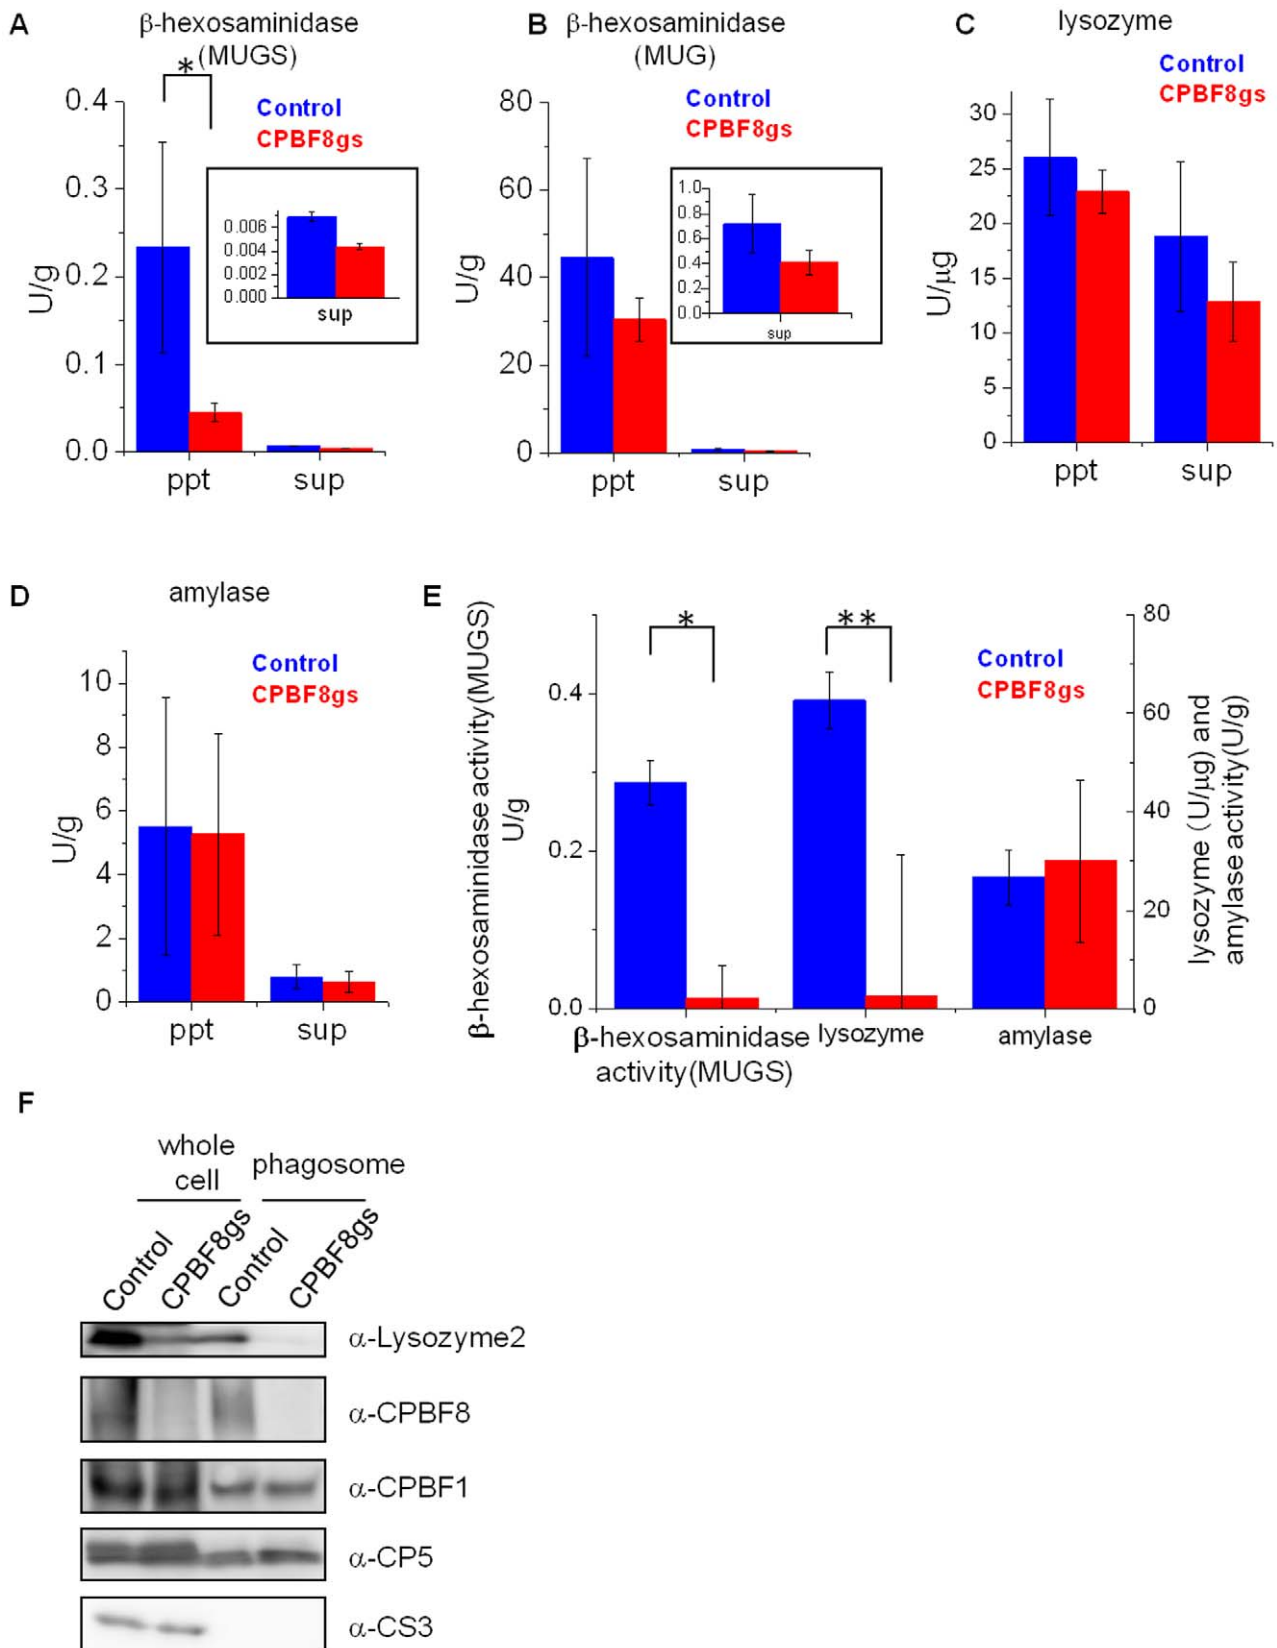 A
β-hexosaminidase
(MUGS)
*
Control
CPBF8gs
0.4
0.3
0.2
0.1
0.0
U/g
0.006
0.004
0.002
0.000
sup
ppt
sup
B
β-hexosaminidase
(MUG)
Control
CPBF8gs
80
60
40
20
0
U/g
1.0
0.8
0.6
0.4
0.2
0.0
sup
ppt
sup
C
lysozyme
Control
CPBF8gs
30
25
20
15
10
5
0
U/μg
ppt
sup
D
amylase
Control
CPBF8gs
10
8
6
4
2
0
U/g
ppt
sup
E
β-hexosaminidase activity(MUGS)
U/g
0.4
0.2
0.0
*
**
Control
CPBF8gs
80
60
40
20
0
lysozyme (U/μg) and
amylase activity(U/g)
β-hexosaminidase
activity(MUGS)
lysozyme
amylase
F
whole
cell
phagosome
Control
CPBF8gs
Control
CPBF8gs
α-Lysozyme2
α-CPBF8
α-CPBF1
α-CP5
α-CS3